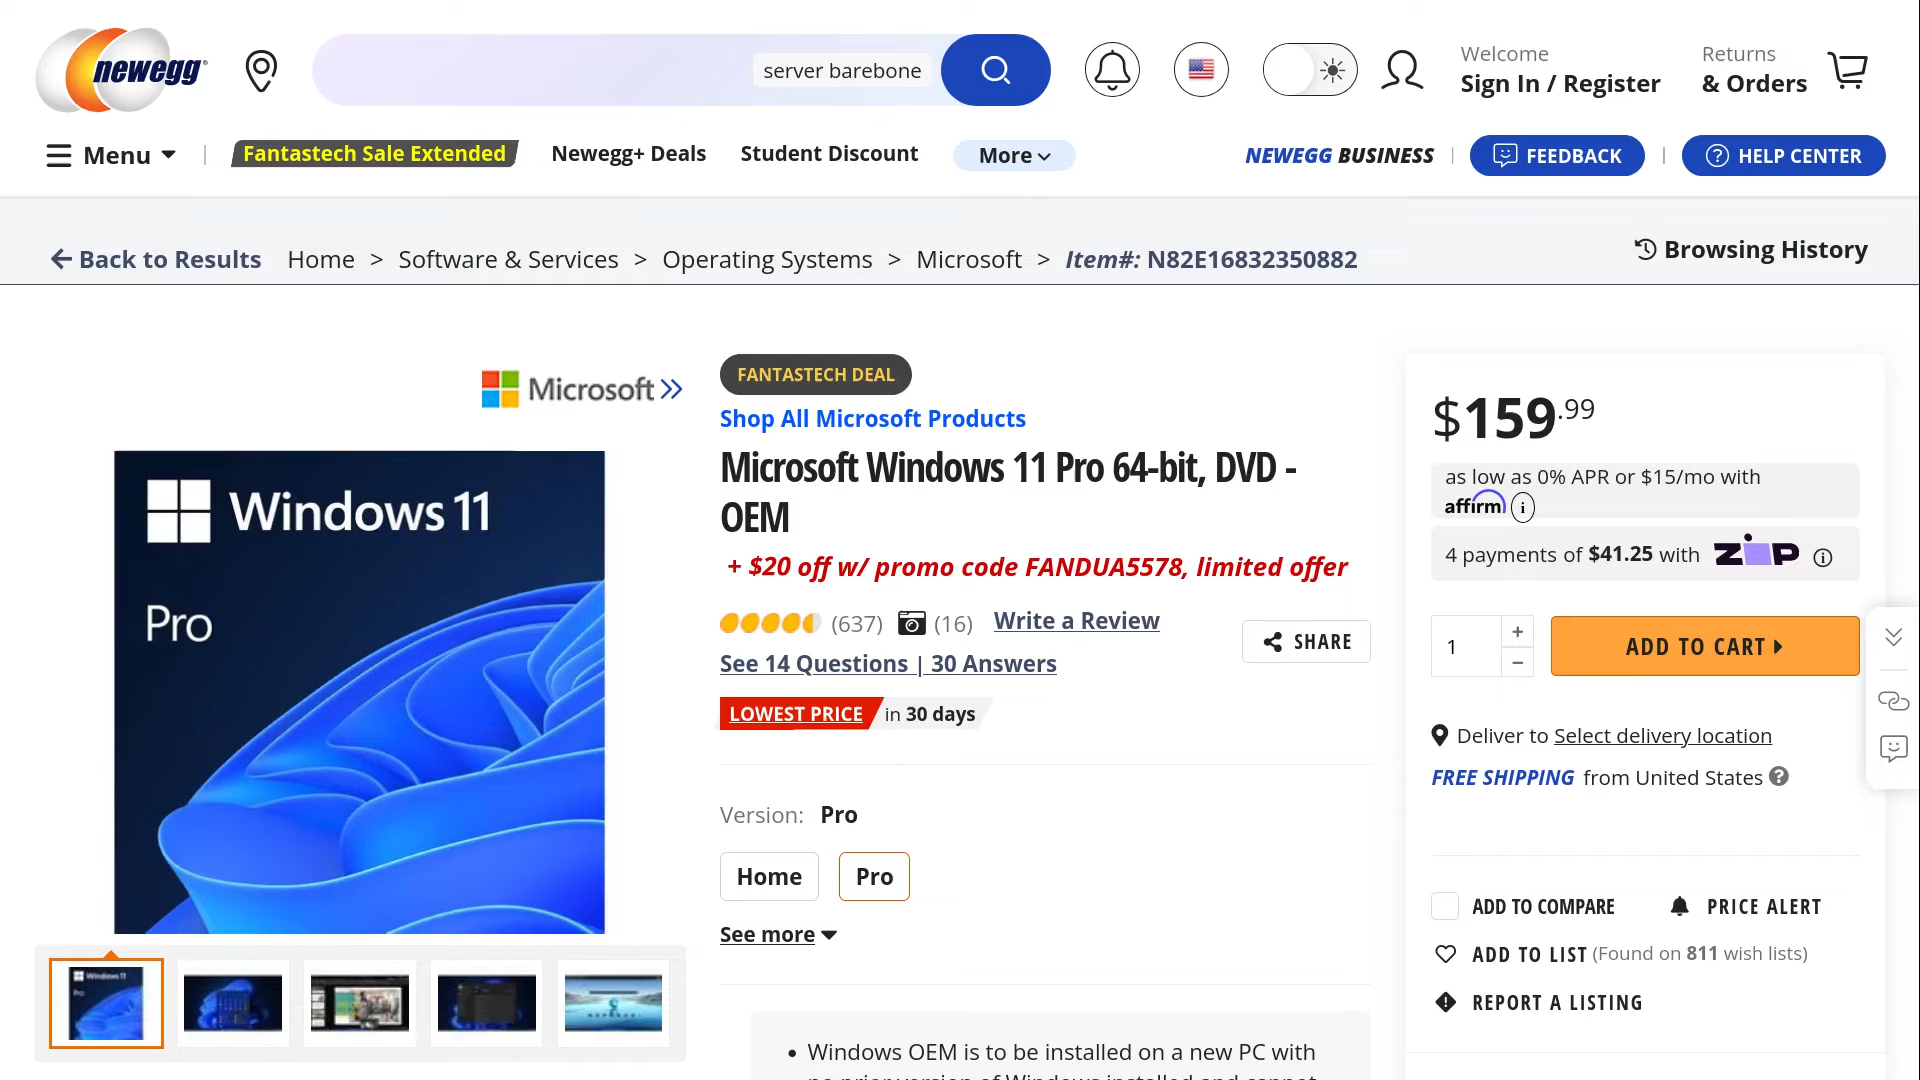 newegg
server barebone
Welcome
Sign In / Register
Returns
& Orders
Menu
Fantastech Sale Extended
Newegg+ Deals
Student Discount
More
NEWEGG BUSINESS
FEEDBACK
HELP CENTER
Back to Results
Home > Software & Services > Operating Systems > Microsoft > Item#: N82E16832350882
Browsing History
Microsoft
Windows 11
Pro
FANTASTECH DEAL
Shop All Microsoft Products
Microsoft Windows 11 Pro 64-bit, DVD -
OEM
+ $20 off w/ promo code FANDUA5578, limited offer
(637) (16) Write a Review
See 14 Questions | 30 Answers
SHARE
LOWEST PRICE in 30 days
Version: Pro
Home Pro
See more
Windows OEM is to be installed on a new PC with
$159.99
as low as 0% APR or $15/mo with
affirm
4 payments of $41.25 with ZIP
1
ADD TO CART
Deliver to Select delivery location
FREE SHIPPING from United States
ADD TO COMPARE
PRICE ALERT
ADD TO LIST (Found on 811 wish lists)
REPORT A LISTING